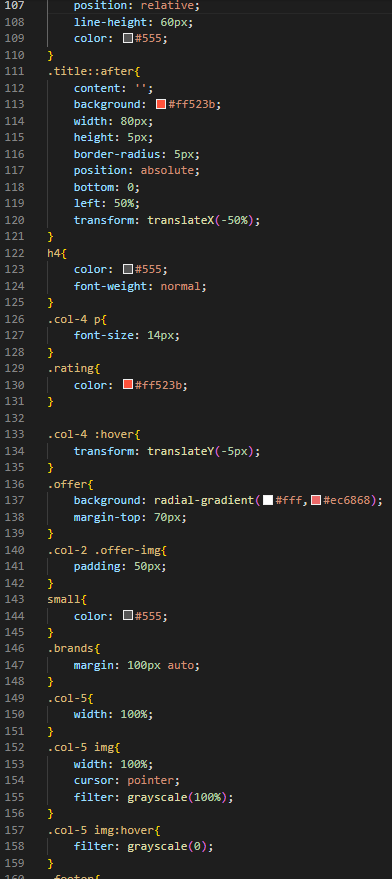 107 position: relative;
108 line-height: 60px;
109 color: #555;
110 }
111 .title::after{
112 content: '';
113 background: #ff523b;
114 width: 80px;
115 height: 5px;
116 border-radius: 5px;
117 position: absolute;
118 bottom: 0;
119 left: 50%;
120 transform: translateX(-50%);
121 }
122 h4{
123 color: #555;
124 font-weight: normal;
125 }
126 .col-4 p{
127 font-size: 14px;
128 }
129 .rating{
130 color: #ff523b;
131 }
132
133 .col-4 :hover{
134 transform: translateY(-5px);
135 }
136 .offer{
137 background: radial-gradient(#fff,#ec6868);
138 margin-top: 70px;
139 }
140 .col-2 .offer-img{
141 padding: 50px;
142 }
143 small{
144 color: #555;
145 }
146 .brands{
147 margin: 100px auto;
148 }
149 .col-5{
150 width: 100%;
151 }
152 .col-5 img{
153 width: 100%;
154 cursor: pointer;
155 filter: grayscale(100%);
156 }
157 .col-5 img:hover{
158 filter: grayscale(0);
159 }
160 .footer{